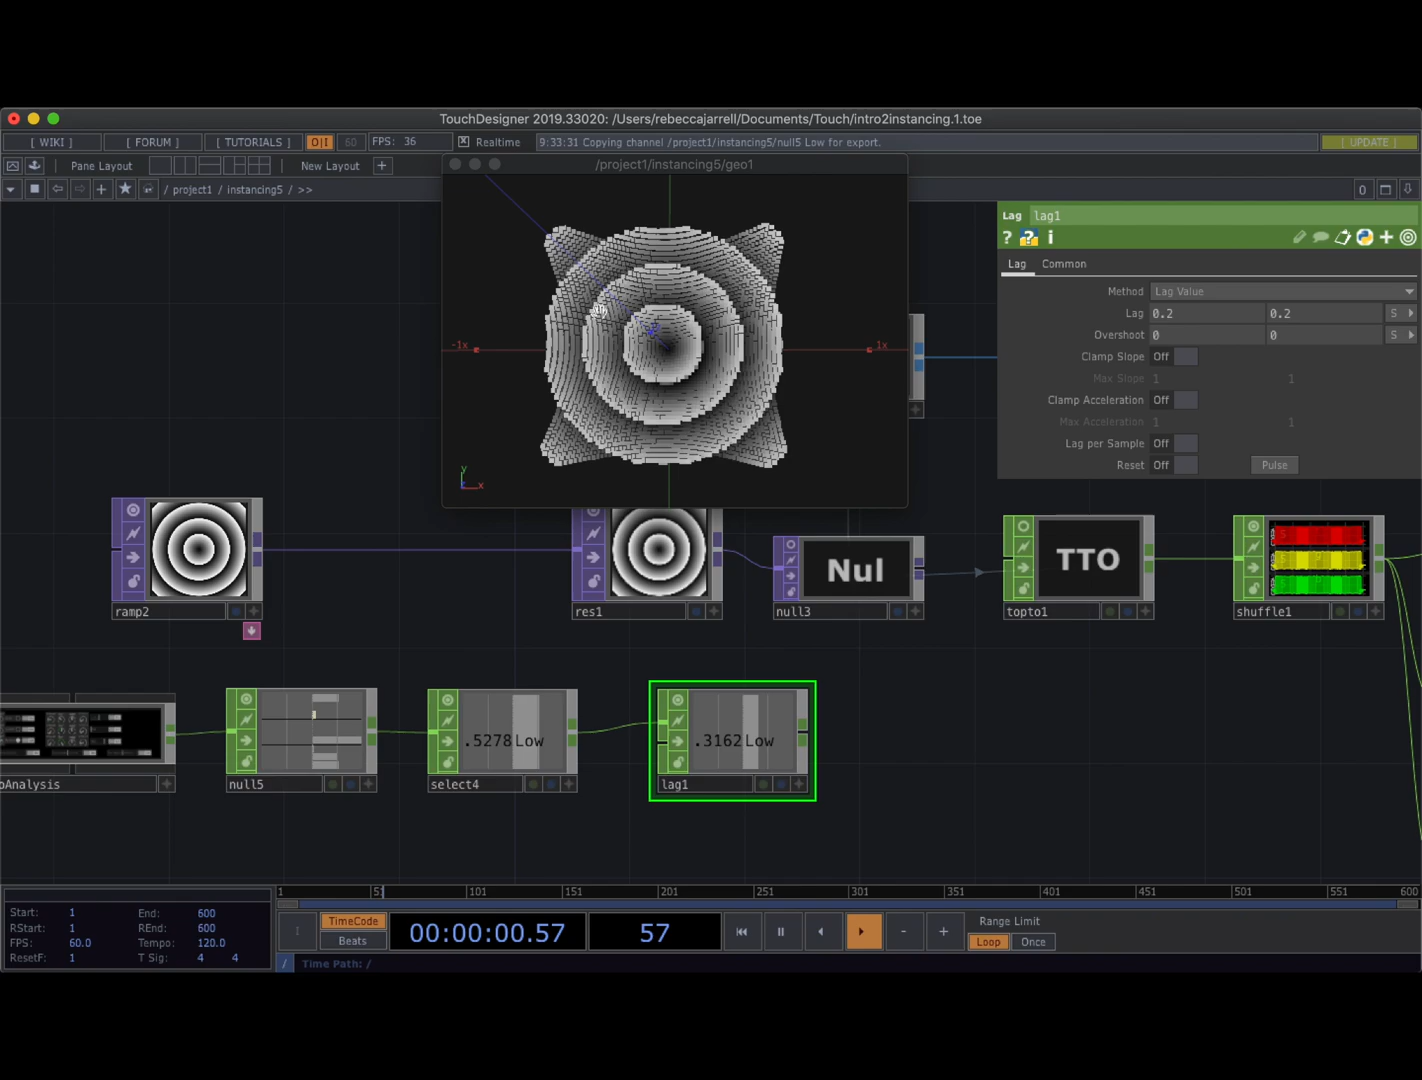 TouchDesigner 2019.33020: /Users/rebeccajarrell/Documents/Touch/intro2instancing.1.toe
[ WIKI ] [ FORUM ] [ TUTORIALS ] O|I 60 FPS: 36 Realtime 9:33:31 Copying channel /project1/instancing5/null5 Low for export. [ UPDATE ]
Pane Layout New Layout +
/ project1 / instancing5 / >> 0
/project1/instancing5/geo1
-1x 1x
y
x
Lag lag1
? ? i
Lag Common
Method Lag Value
Lag 0.2 0.2 S
Overshoot 0 0 S
Clamp Slope Off
Max Slope 1 1
Clamp Acceleration Off
Max Acceleration 1 1
Lag per Sample Off
Reset Off Pulse
Nul TTO
ramp2 res1 null3 topto1 shuffle1
.5278 Low .3162 Low
oAnalysis null5 select4 lag1
1 51 101 151 201 251 301 351 401 451 501 551 600
Start: 1 End: 600
RStart: 1 REnd: 600
FPS: 60.0 Tempo: 120.0
ResetF: 1 T Sig: 4 4
TimeCode
Beats
00:00:00.57 57 - +
Range Limit
Loop Once
/ Time Path: /